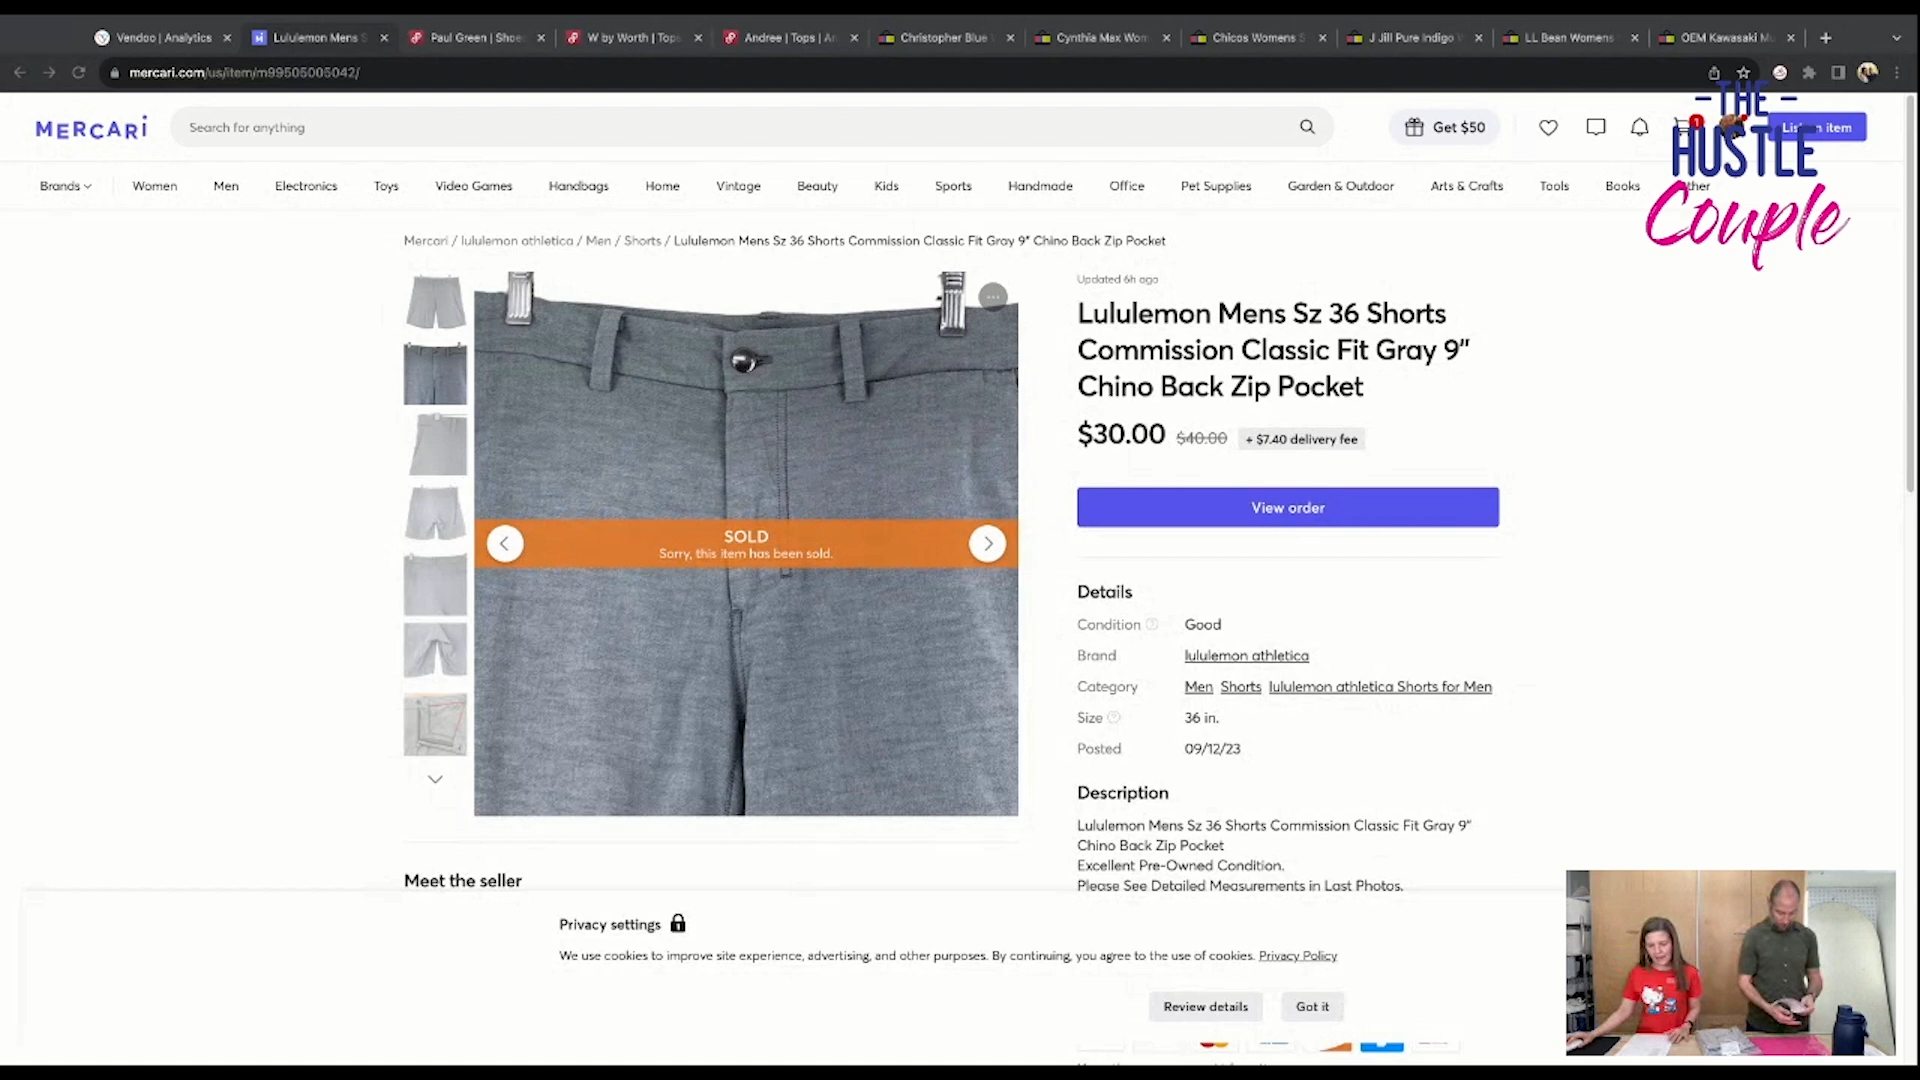 Vendoo | Analytics
Lululemon Mens S
Paul Green | Shoe
W by Worth | Tops
Andree | Tops | An
Christopher Blue
Cynthia Max Wom
Chicos Womens S
J Jill Pure Indigo
LL Bean Womens
OEM Kawasaki Mu
mercari.com/us/item/m99505005042/
THE
HUSTLE
Couple
MERCARI
Search for anything
Get $50
1
Brands
Women
Men
Electronics
Toys
Video Games
Handbags
Home
Vintage
Beauty
Kids
Sports
Handmade
Office
Pet Supplies
Garden & Outdoor
Arts & Crafts
Tools
Books
Mercari / lululemon athletica / Men / Shorts / Lululemon Mens Sz 36 Shorts Commission Classic Fit Gray 9" Chino Back Zip Pocket
Updated 6h ago
Lululemon Mens Sz 36 Shorts
Commission Classic Fit Gray 9"
Chino Back Zip Pocket
$30.00 $40.00 + $7.40 delivery fee
View order
SOLD
Sorry, this item has been sold.
Details
Condition Good
Brand lululemon athletica
Category Men Shorts lululemon athletica Shorts for Men
Size 36 in.
Posted 09/12/23
Description
Lululemon Mens Sz 36 Shorts Commission Classic Fit Gray 9"
Chino Back Zip Pocket
Excellent Pre-Owned Condition.
Please See Detailed Measurements in Last Photos.
Meet the seller
Privacy settings
We use cookies to improve site experience, advertising, and other purposes. By continuing, you agree to the use of cookies. Privacy Policy
Review details
Got it